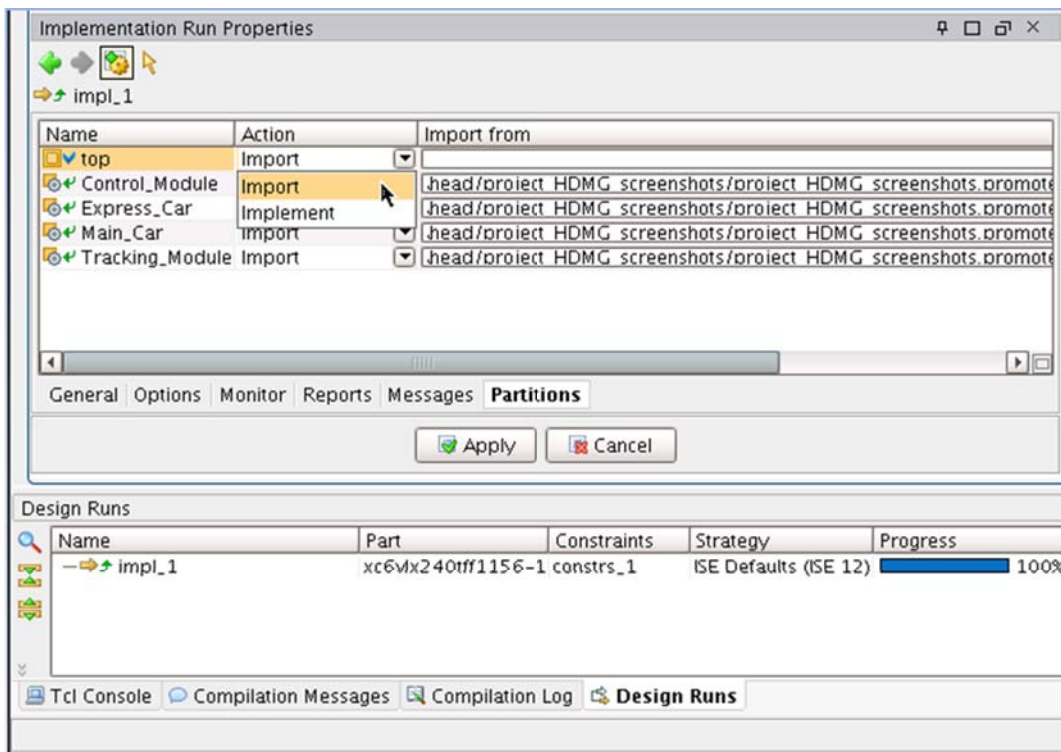 Implementation Run Properties
impl_1
Name Action Import from
top Import
Control_Module Import .head/project_HDMG_screenshots/project_HDMG_screenshots.promote
Express_Car Implement .head/project_HDMG_screenshots/project_HDMG_screenshots.promote
Main_Car Import .head/project_HDMG_screenshots/project_HDMG_screenshots.promote
Tracking_Module Import .head/project_HDMG_screenshots/project_HDMG_screenshots.promote
General Options Monitor Reports Messages Partitions
Apply Cancel
Design Runs
Name Part Constraints Strategy Progress
impl_1 xc6vlx240tff1156-1 constrs_1 ISE Defaults (ISE 12) 100%
Tcl Console Compilation Messages Compilation Log Design Runs